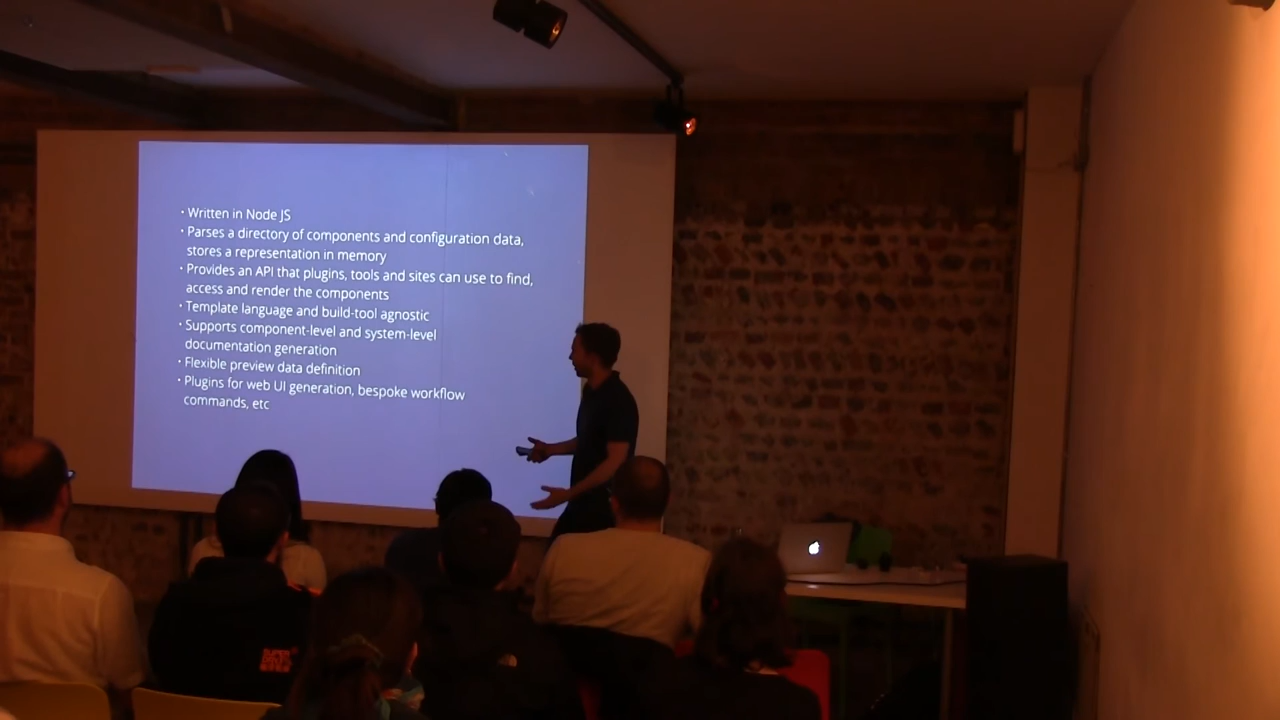 · Written in Node JS
· Parses a directory of components and configuration data,
stores a representation in memory
· Provides an API that plugins, tools and sites can use to find,
access and render the components
· Template language and build-tool agnostic
· Supports component-level and system-level
documentation generation
· Flexible preview data definition
· Plugins for web UI generation, bespoke workflow
commands, etc
SUPER